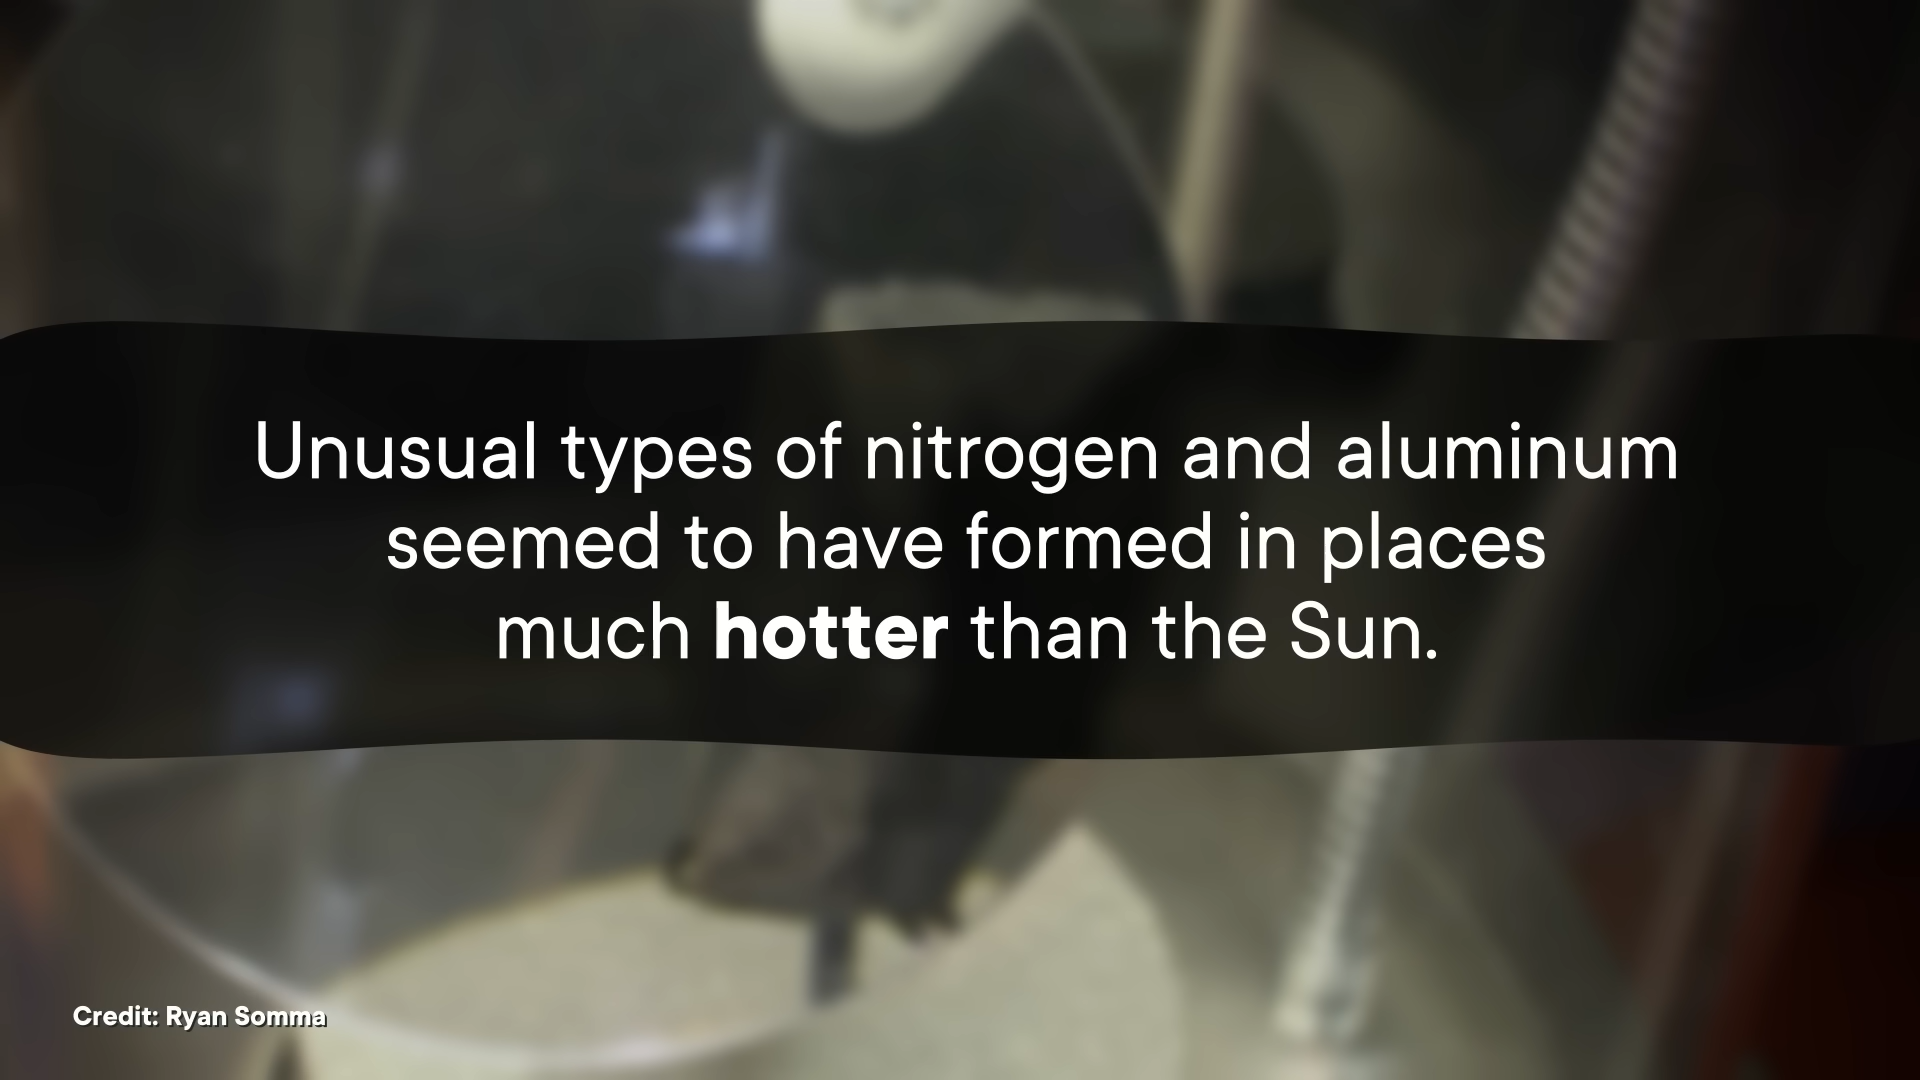 Unusual types of nitrogen and aluminum
seemed to have formed in places
much hotter than the Sun.
Credit: Ryan Somma